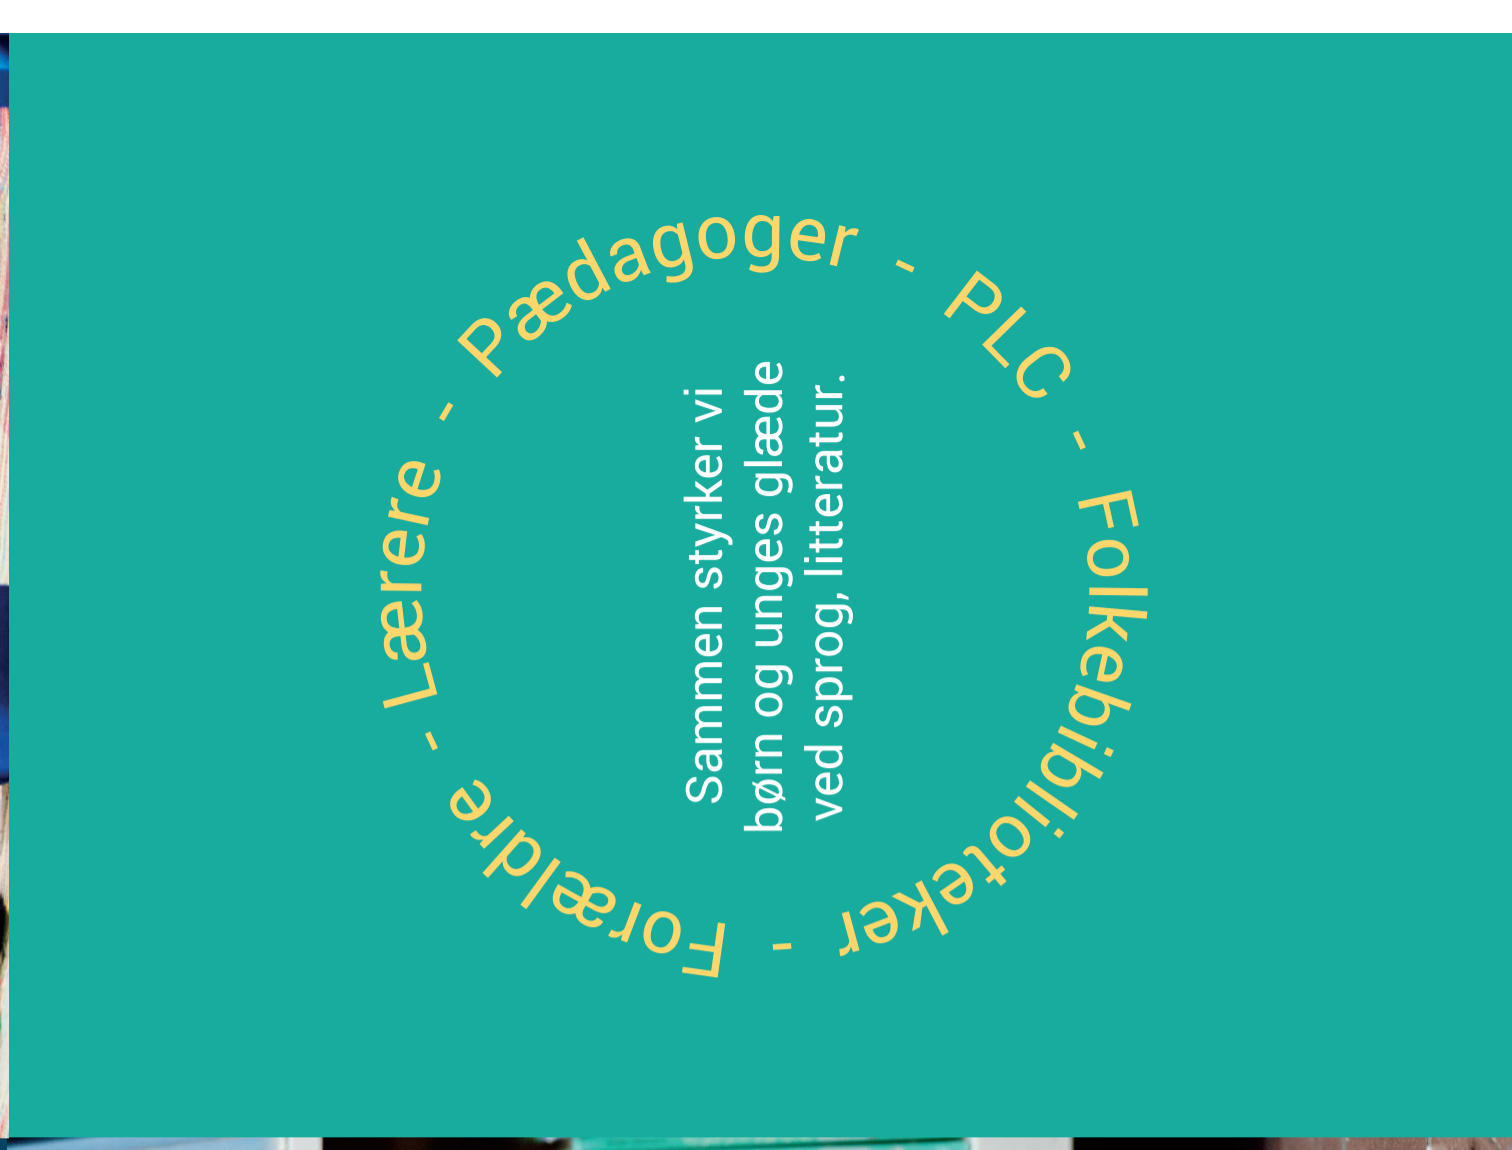 Forældre - Lærere - Pædagoger - PLC - Folkebiblioteker -
Sammen styrker vi
børn og unges glæde
ved sprog, litteratur.